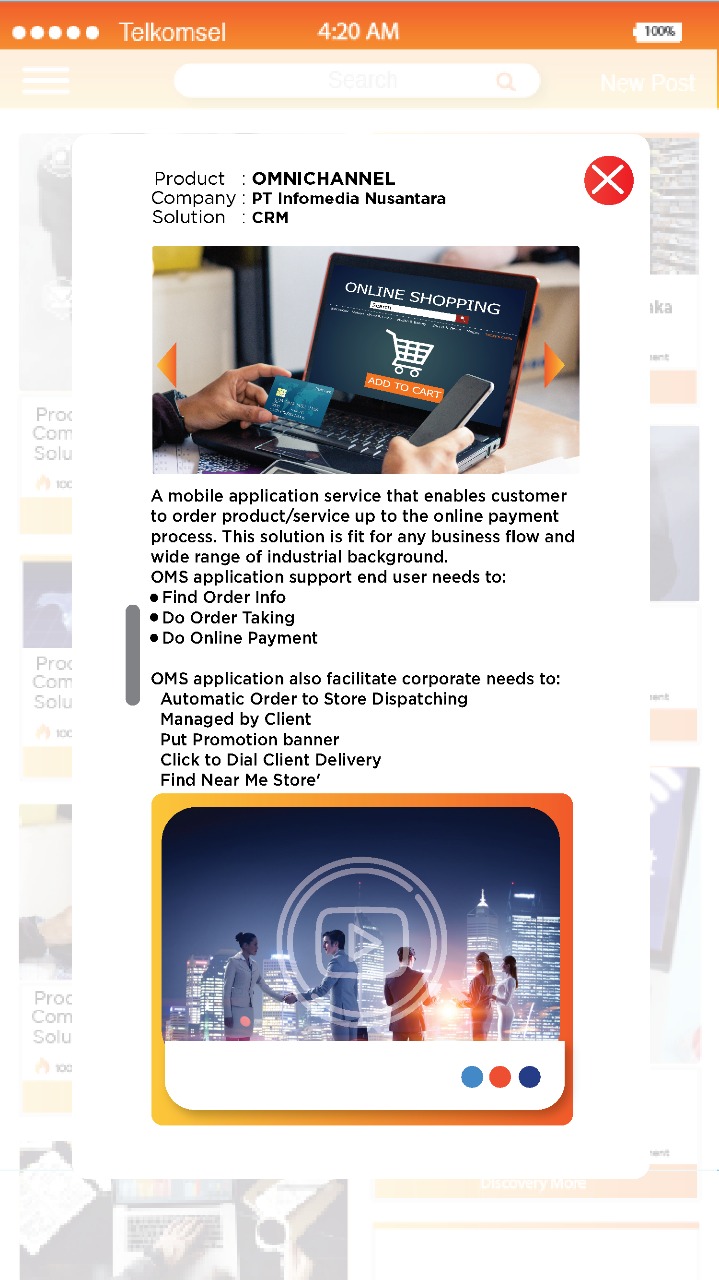 Telkomsel 4:20 AM 100%
Search New Post
Product : OMNICHANNEL
Company : PT Infomedia Nusantara
Solution : CRM
ONLINE SHOPPING
Search
ADD TO CART
A mobile application service that enables customer
to order product/service up to the online payment
process. This solution is fit for any business flow and
wide range of industrial background.
OMS application support end user needs to:
• Find Order Info
• Do Order Taking
• Do Online Payment
OMS application also facilitate corporate needs to:
Automatic Order to Store Dispatching
Managed by Client
Put Promotion banner
Click to Dial Client Delivery
Find Near Me Store'
Discovery More